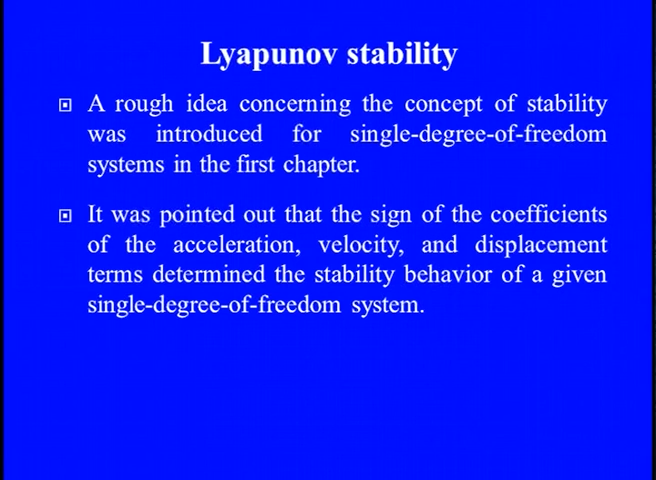 Lyapunov stability
A rough idea concerning the concept of stability
was introduced for single-degree-of-freedom
systems in the first chapter.
It was pointed out that the sign of the coefficients
of the acceleration, velocity, and displacement
terms determined the stability behavior of a given
single-degree-of-freedom system.